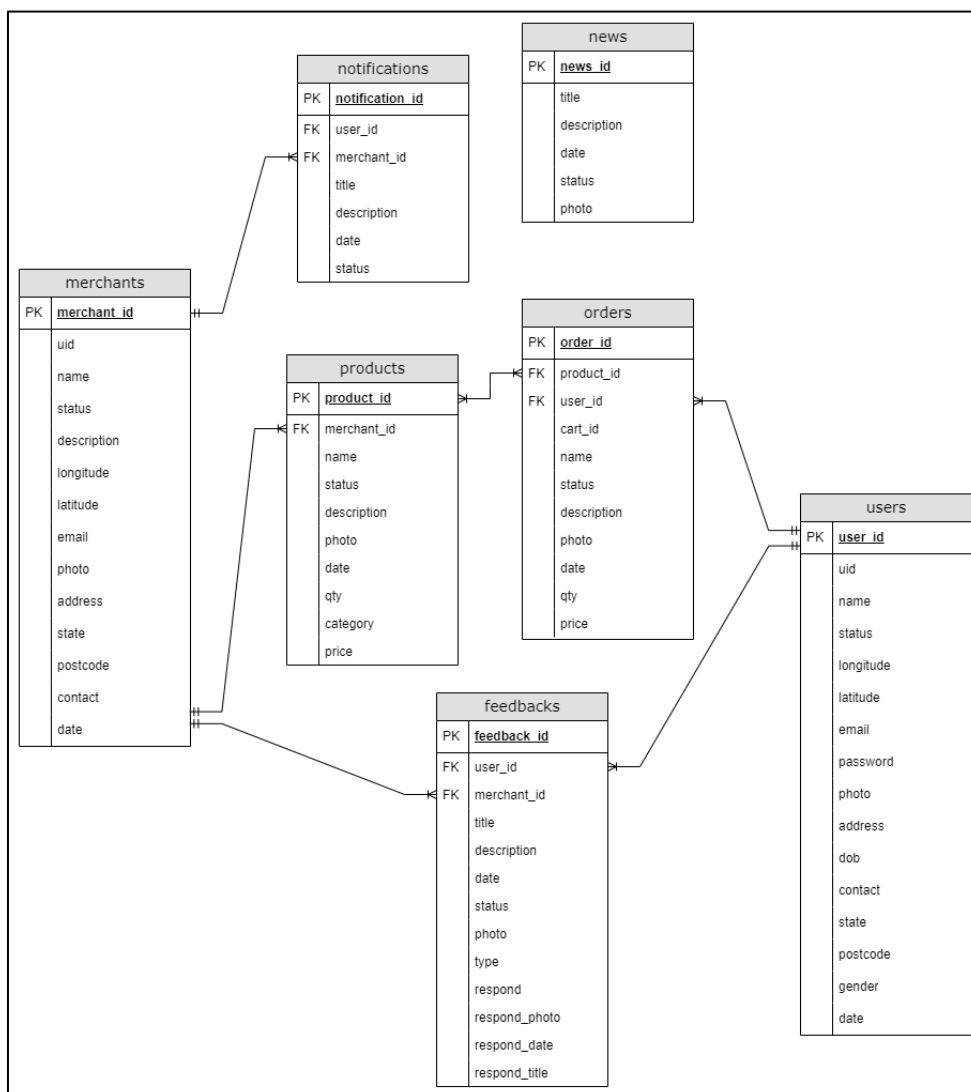 notifications
PK notification_id
FK user_id
FK merchant_id
title
description
date
status
news
PK news_id
title
description
date
status
photo
merchants
PK merchant_id
uid
name
status
description
longitude
latitude
email
photo
address
state
postcode
contact
date
products
PK product_id
FK merchant_id
name
status
description
photo
date
qty
category
price
orders
PK order_id
FK product_id
FK user_id
cart_id
name
status
description
photo
date
qty
price
feedbacks
PK feedback_id
FK user_id
FK merchant_id
title
description
date
status
photo
type
respond
respond_photo
respond_date
respond_title
users
PK user_id
uid
name
status
longitude
latitude
email
password
photo
address
dob
contact
state
postcode
gender
date